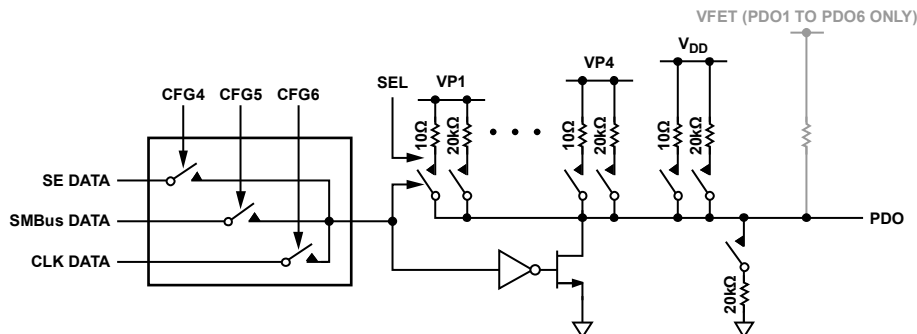 VFET (PDO1 TO PDO6 ONLY)
VDD
VP4
SEL VP1
CFG4 CFG5 CFG6
10Ω 20kΩ 10Ω 20kΩ 10Ω 20kΩ
SE DATA
SMBus DATA
PDO
CLK DATA
20kΩ